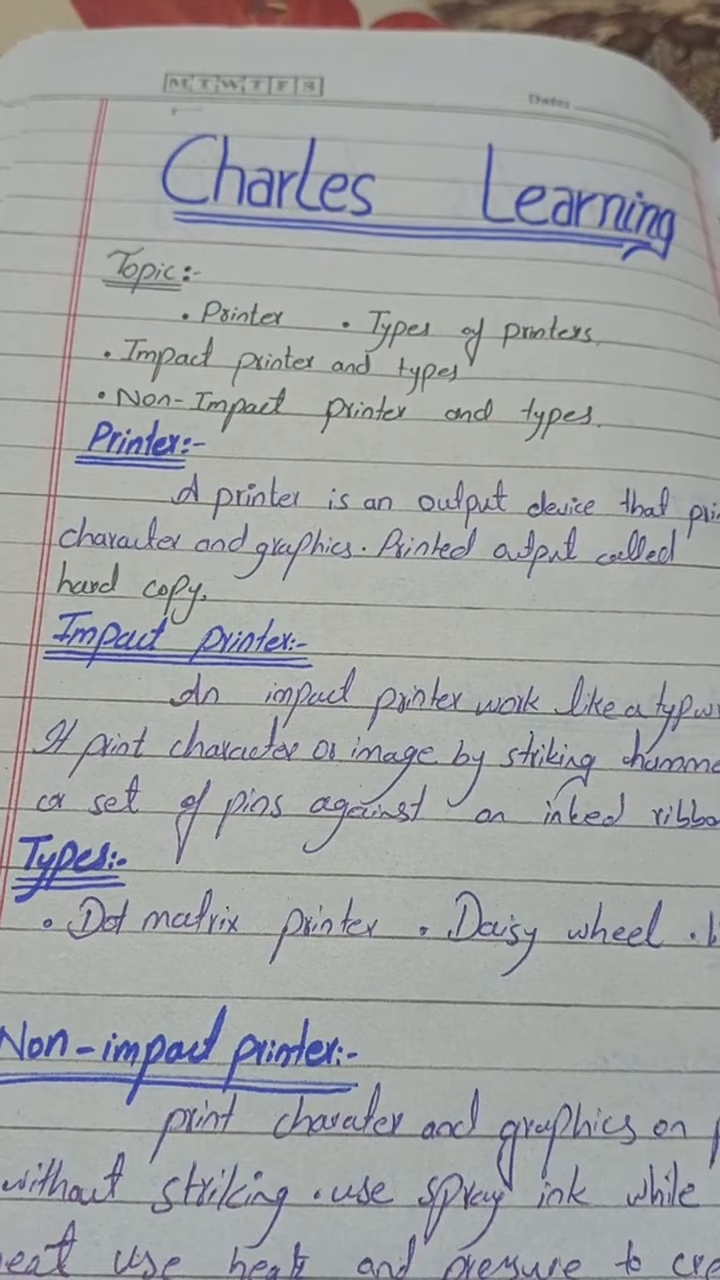 M T W T F S
Date:
Charles Learning
Topic:-
• Printer • Types of printers.
• Impact printer and types
• Non-Impact printer and types.
Printer:-
A printer is an output device that
character and graphics. Printed output called
hard copy.
Impact printer:-
An impact printer work like a
It print character or image by striking
or set of pins against an inked
Types:-
• Dot matrix printer • Daisy wheel •
Non-impact printer:-
print charater and graphics on
without striking . use spray ink while
use heat and pressure to